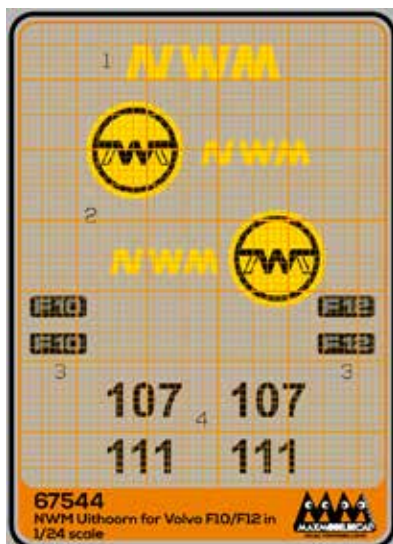 1 NWM
NWM
2
NWM
F10 F12
F10 F12
3 3
107 107
4
111 111
67544
NWM Uithoorn for Volvo F10/F12 in
1/24 scale
MAXMODELDECAL